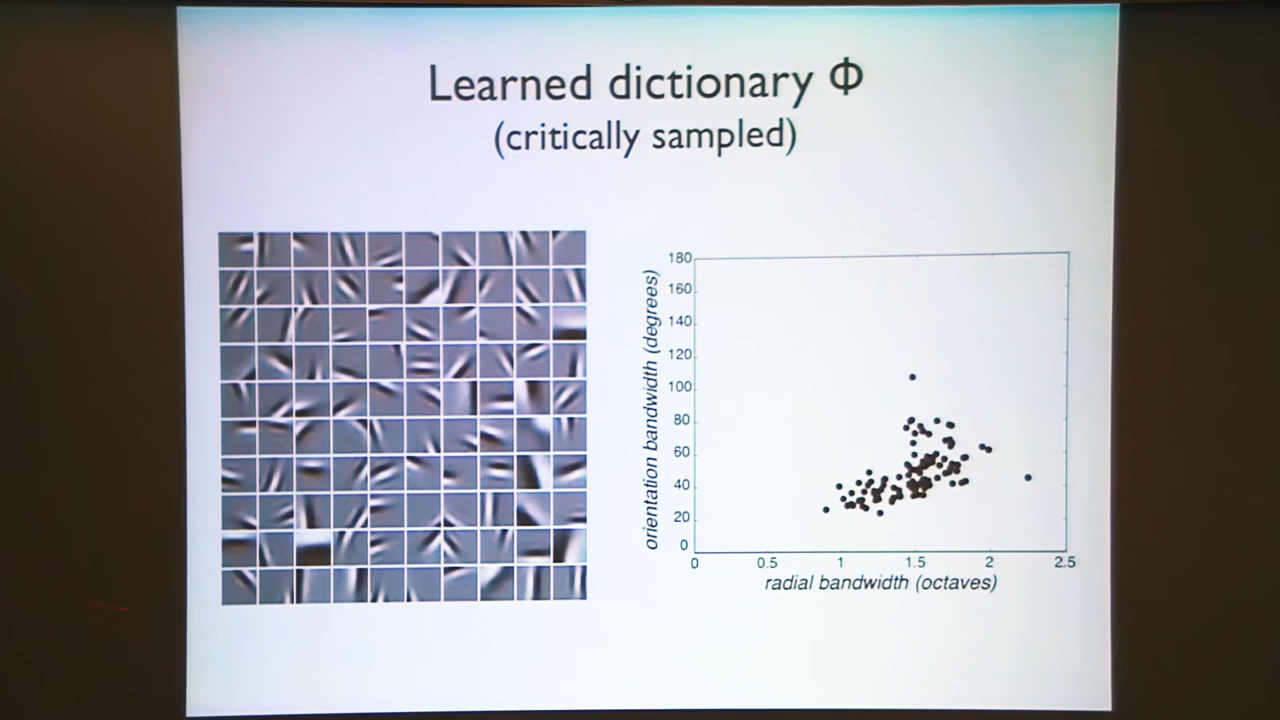 Learned dictionary Φ
(critically sampled)
180
160
140
120
100
80
60
40
20
0
orientation bandwidth (degrees)
0 0.5 1 1.5 2 2.5
radial bandwidth (octaves)